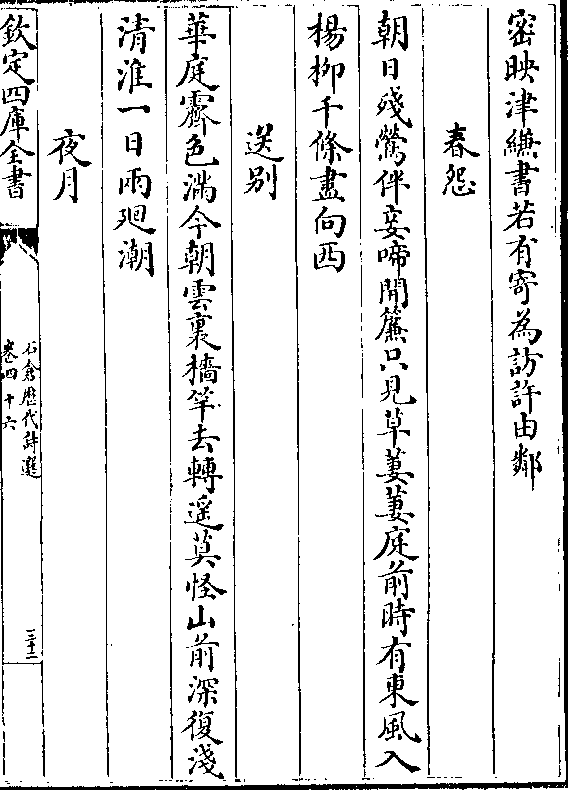 密映津縑書若有寄為訪許由鄰
春怨
朝日殘鶯伴妾啼開簾只見草萋萋庭前時有東風入
楊柳千條盡向西
送别
華庭霽色滿今朝雲裏檣竿去轉遥莫怪山前深復淺
清淮一日兩廻潮
夜月
欽定四庫全書
石倉歴代詩選
卷四十六
三十二